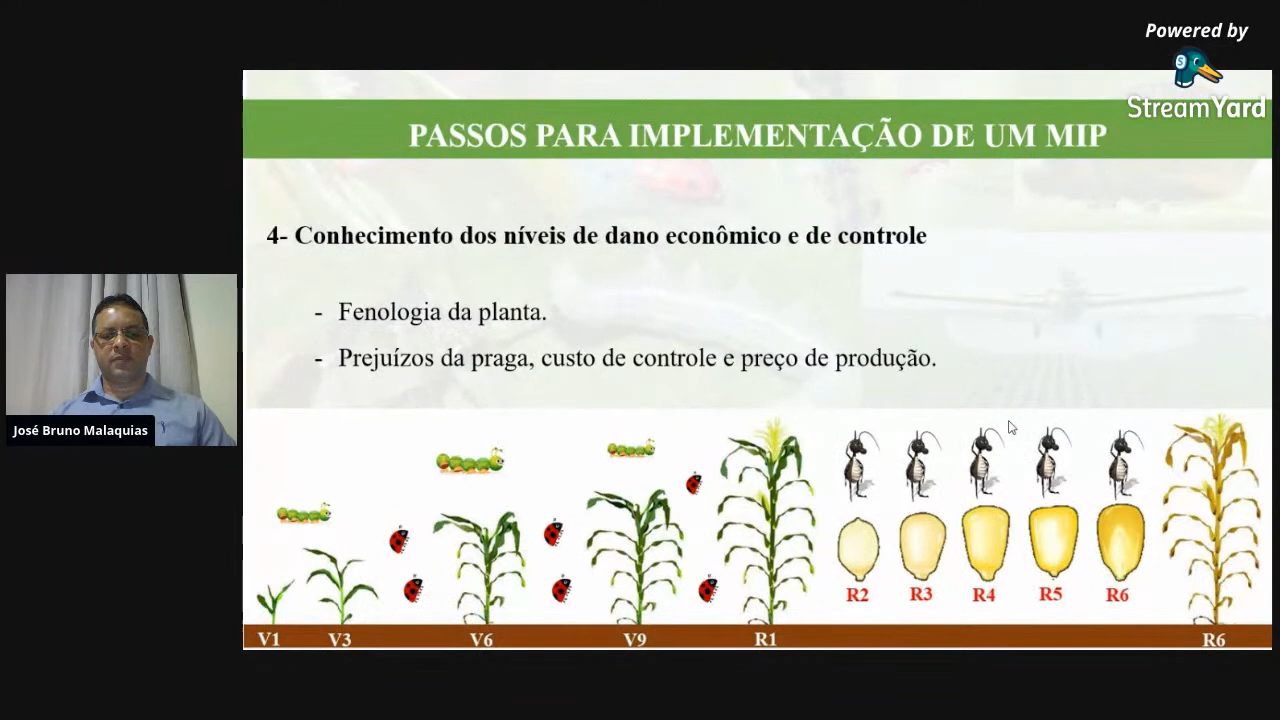 Powered by
StreamYard
PASSOS PARA IMPLEMENTAÇÃO DE UM MIP
4- Conhecimento dos níveis de dano econômico e de controle
- Fenologia da planta.
- Prejuízos da praga, custo de controle e preço de produção.
José Bruno Malaquias
R2 R3 R4 R5 R6
V1 V3 V6 V9 R1 R6